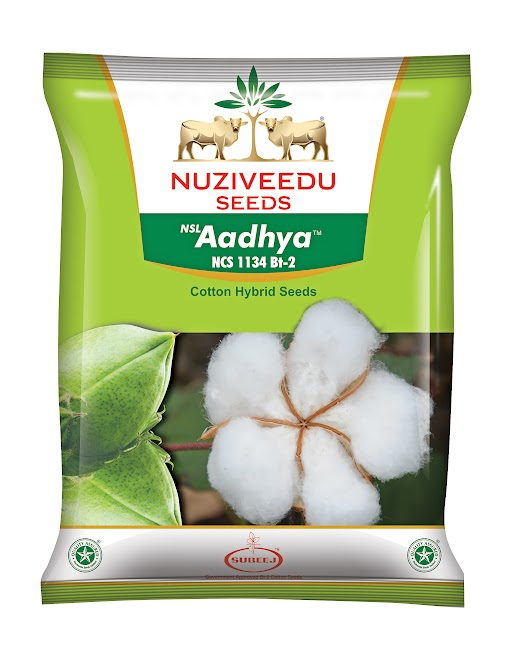 NUZIVEEDU
SEEDS
NSL Aadhya™
NCS 1134 Bt-2
Cotton Hybrid Seeds
SUBEEJ